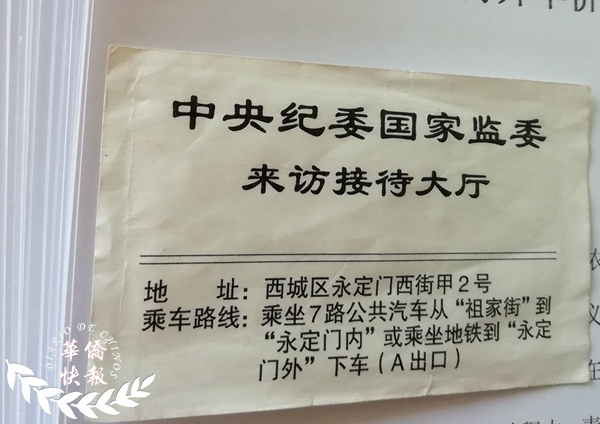 中央纪委国家监委
来访接待大厅
地　　址：西城区永定门西街甲2号
乘车路线：乘坐7路公共汽车从“祖家街”到
“永定门内”或乘坐地铁到“永定
门外”下车(A出口)
DIARIO DE CHINOS
華僑
快報